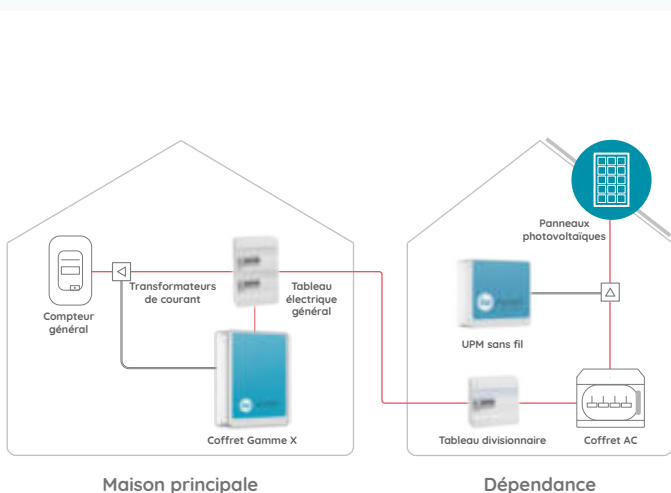 Panneaux
photovoltaïques
Transformateurs
de courant
Tableau
électrique
général
Compteur
général
UPM sans fil
Coffret Gamme X
Tableau divisionnaire
Coffret AC
Maison principale
Dépendance